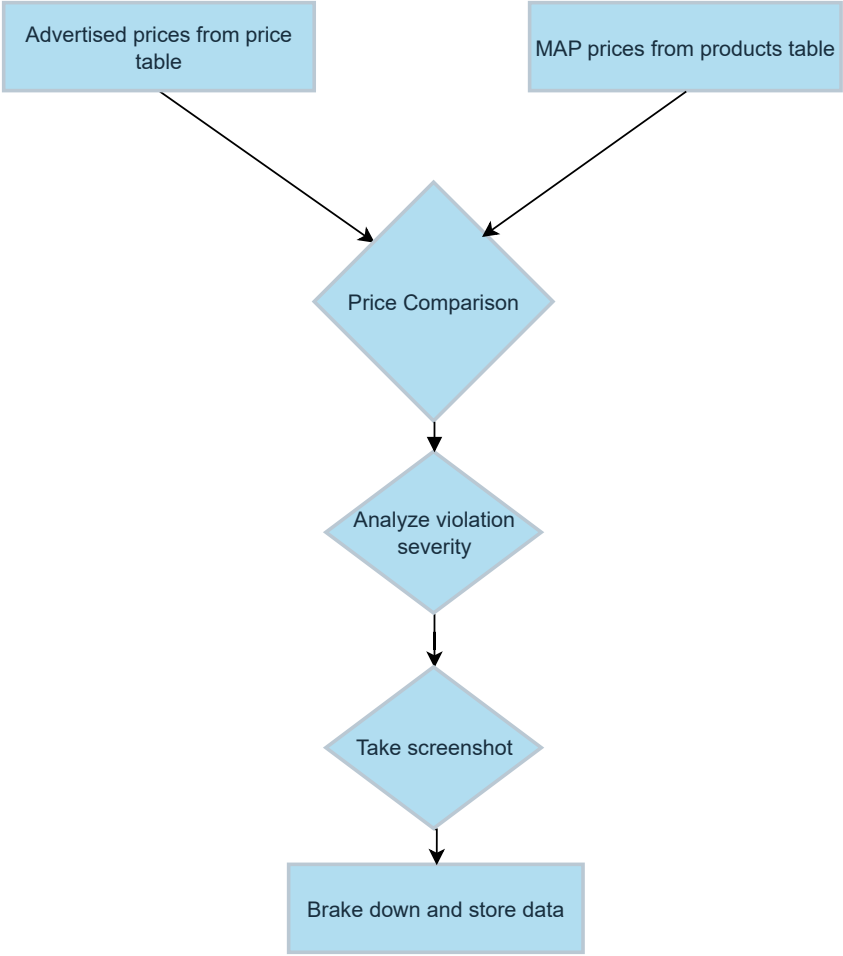 Advertised prices from price
table
MAP prices from products table
Price Comparison
Analyze violation
severity
Take screenshot
Brake down and store data